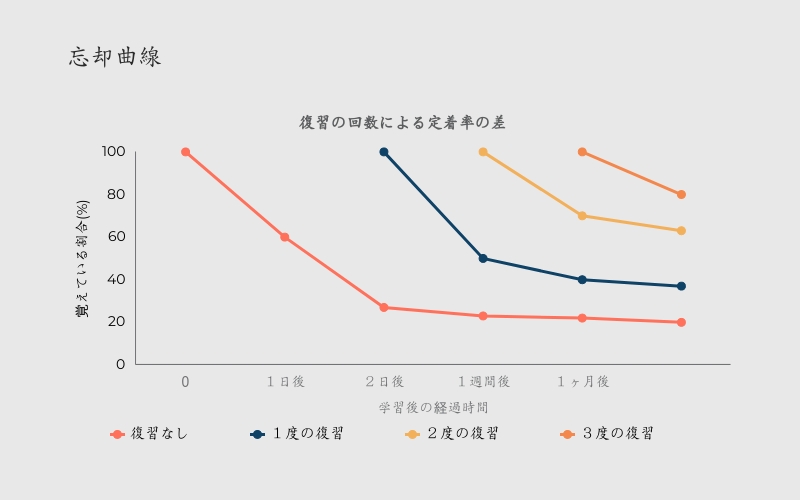 忘却曲線
復習の回数による定着率の差
覚えている割合(%)
100
80
60
40
20
0
0 1日後 2日後 1週間後 1ヶ月後
学習後の経過時間
復習なし 1度の復習 2度の復習 3度の復習